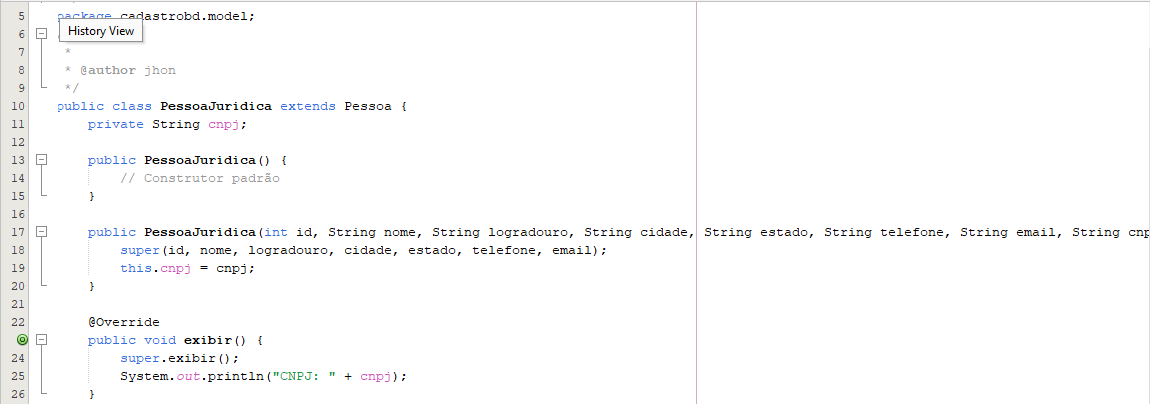 5 package cadastrobd.model;
History View
6
7 *
8 * @author jhon
9 */
10 public class PessoaJuridica extends Pessoa {
11 private String cnpj;
12
13 public PessoaJuridica() {
14 // Construtor padrão
15 }
16
17 public PessoaJuridica(int id, String nome, String logradouro, String cidade, String estado, String telefone, String email, String cnp
18 super(id, nome, logradouro, cidade, estado, telefone, email);
19 this.cnpj = cnpj;
20 }
21
22 @Override
public void exibir() {
24 super.exibir();
25 System.out.println("CNPJ: " + cnpj);
26 }